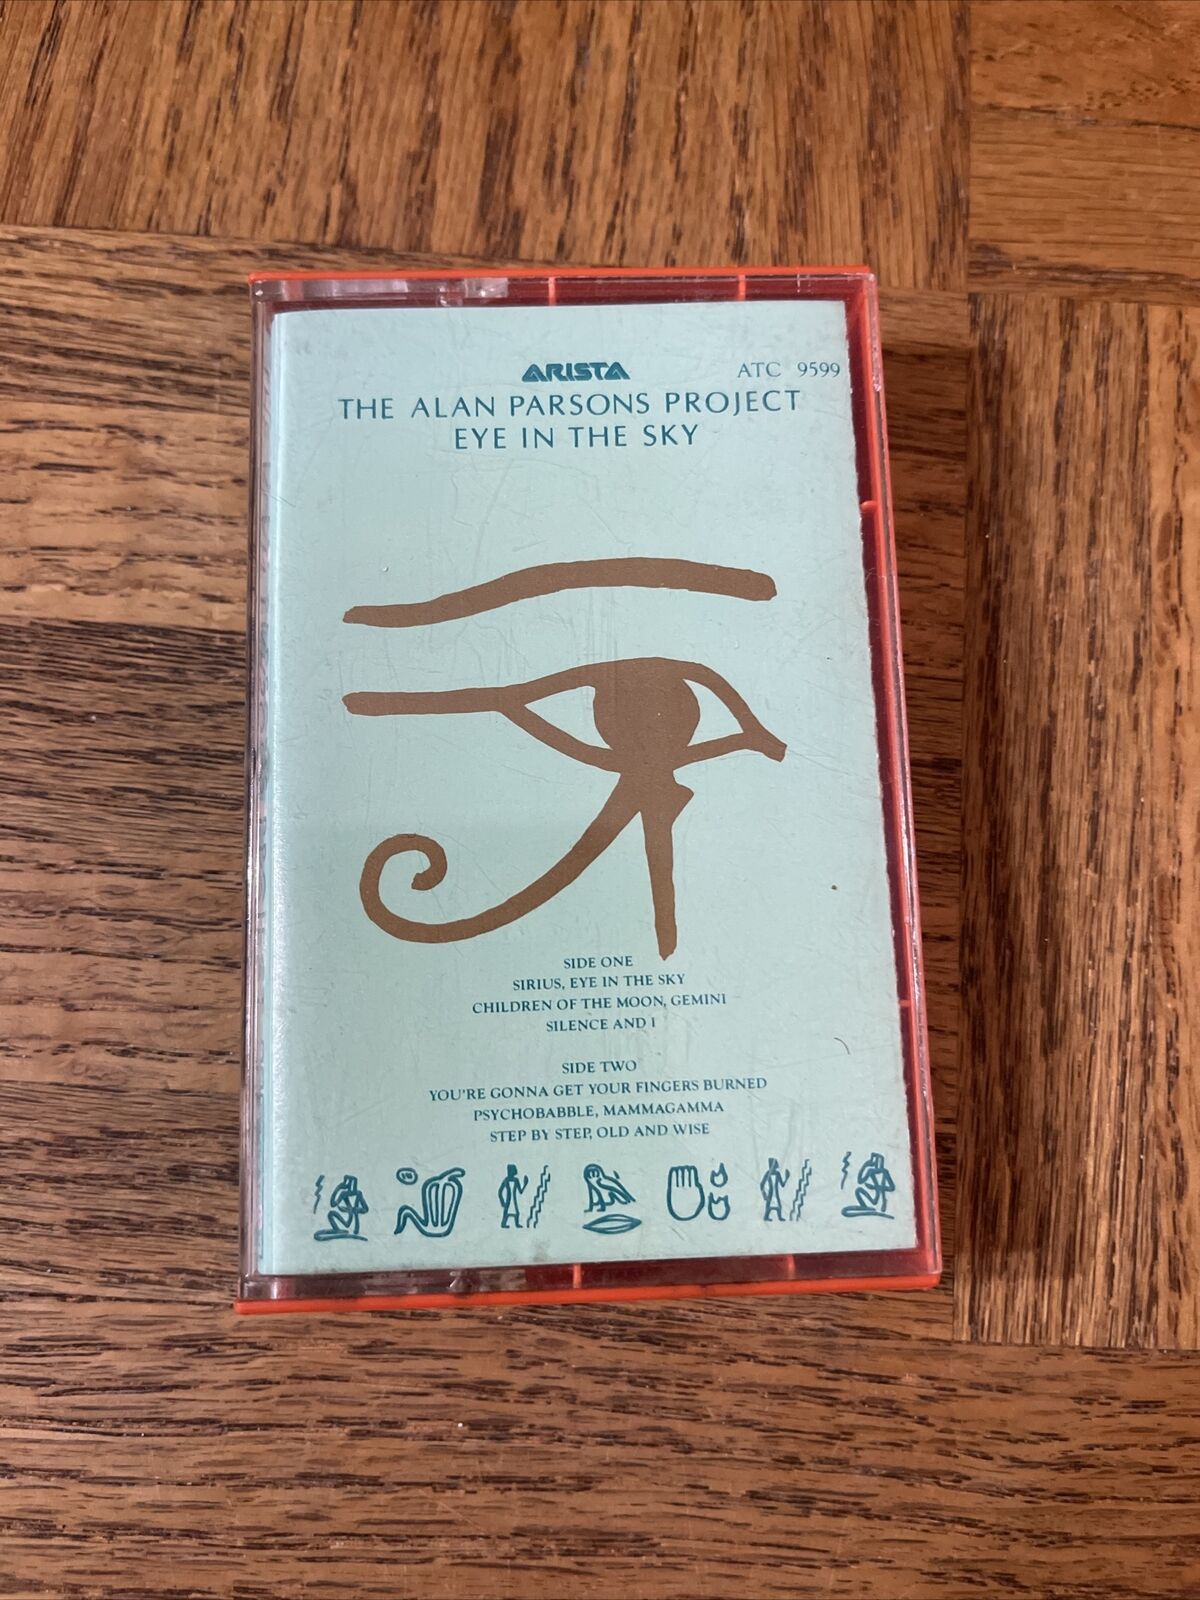 ARISTA ATC 9599
THE ALAN PARSONS PROJECT
EYE IN THE SKY
SIDE ONE
SIRIUS, EYE IN THE SKY
CHILDREN OF THE MOON, GEMINI
SILENCE AND I
SIDE TWO
YOU'RE GONNA GET YOUR FINGERS BURNED
PSYCHOBABBLE, MAMMAGAMMA
STEP BY STEP, OLD AND WISE